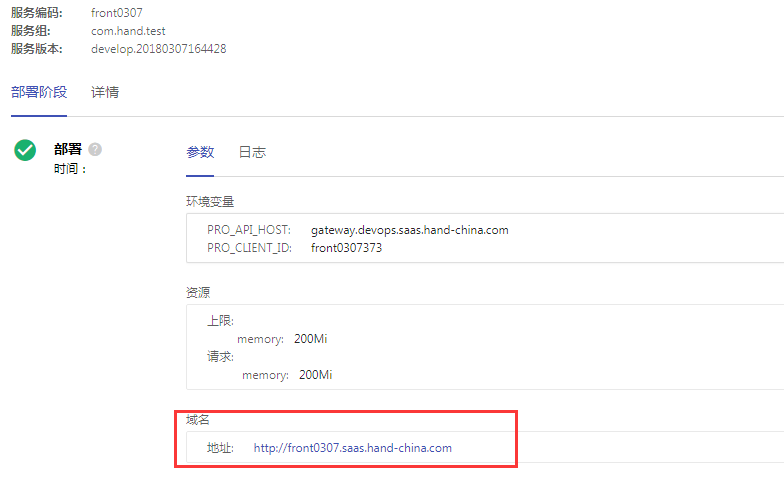 服务编码: front0307
服务组: com.hand.test
服务版本: develop.20180307164428
部署阶段 详情
部署 ?
时间：
参数 日志
环境变量
PRO_API_HOST: gateway.devops.saas.hand-china.com
PRO_CLIENT_ID: front0307373
资源
上限:
memory: 200Mi
请求:
memory: 200Mi
域名
地址: http://front0307.saas.hand-china.com